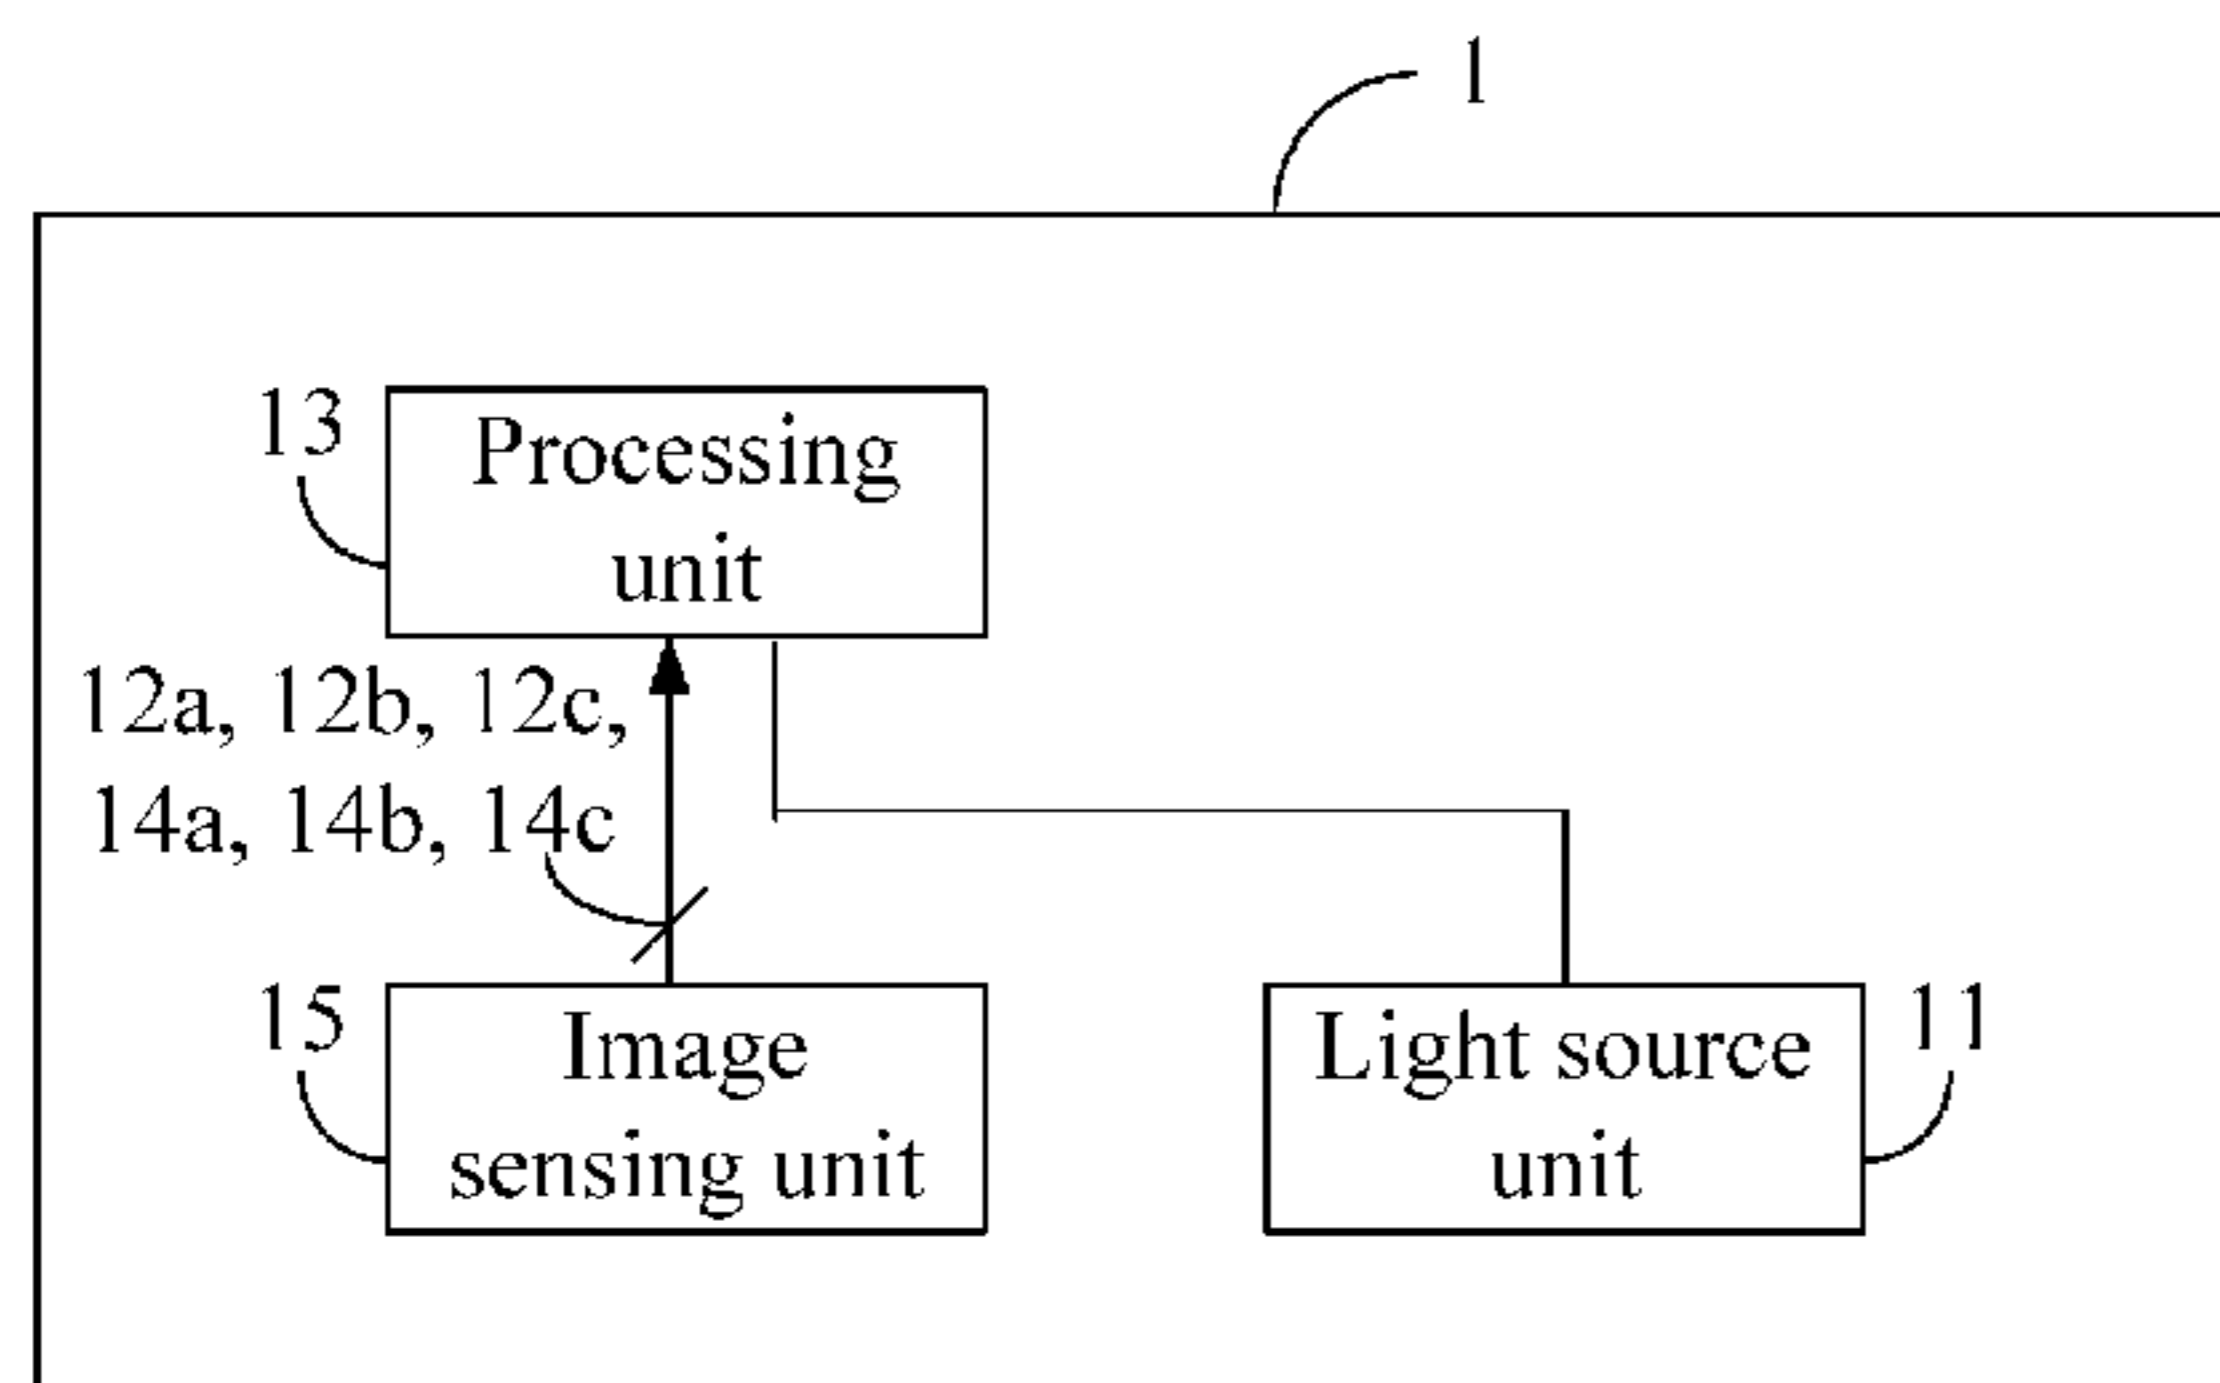 1
13
Processing
unit
12a, 12b, 12c,
14a, 14b, 14c
15
Image
sensing unit
Light source
unit
11